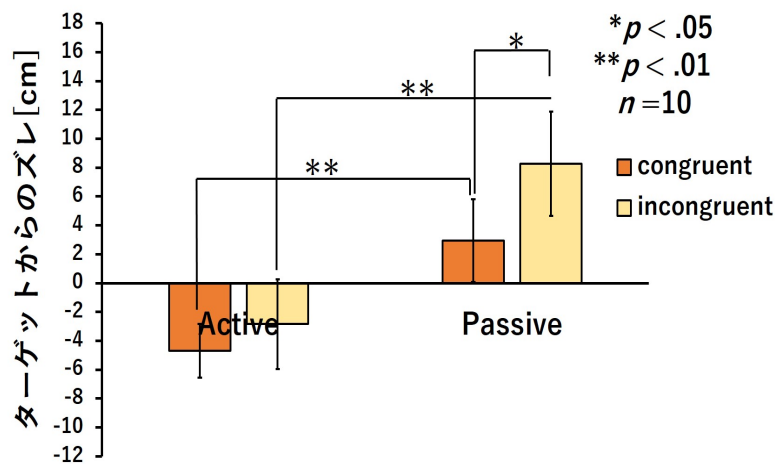 18
16
14
12
10
8
6
4
2
0
-2
-4
-6
-8
-10
-12
ターゲットからのズレ[cm]
*
**
**
*p < .05
**p < .01
n =10
congruent
incongruent
Active
Passive